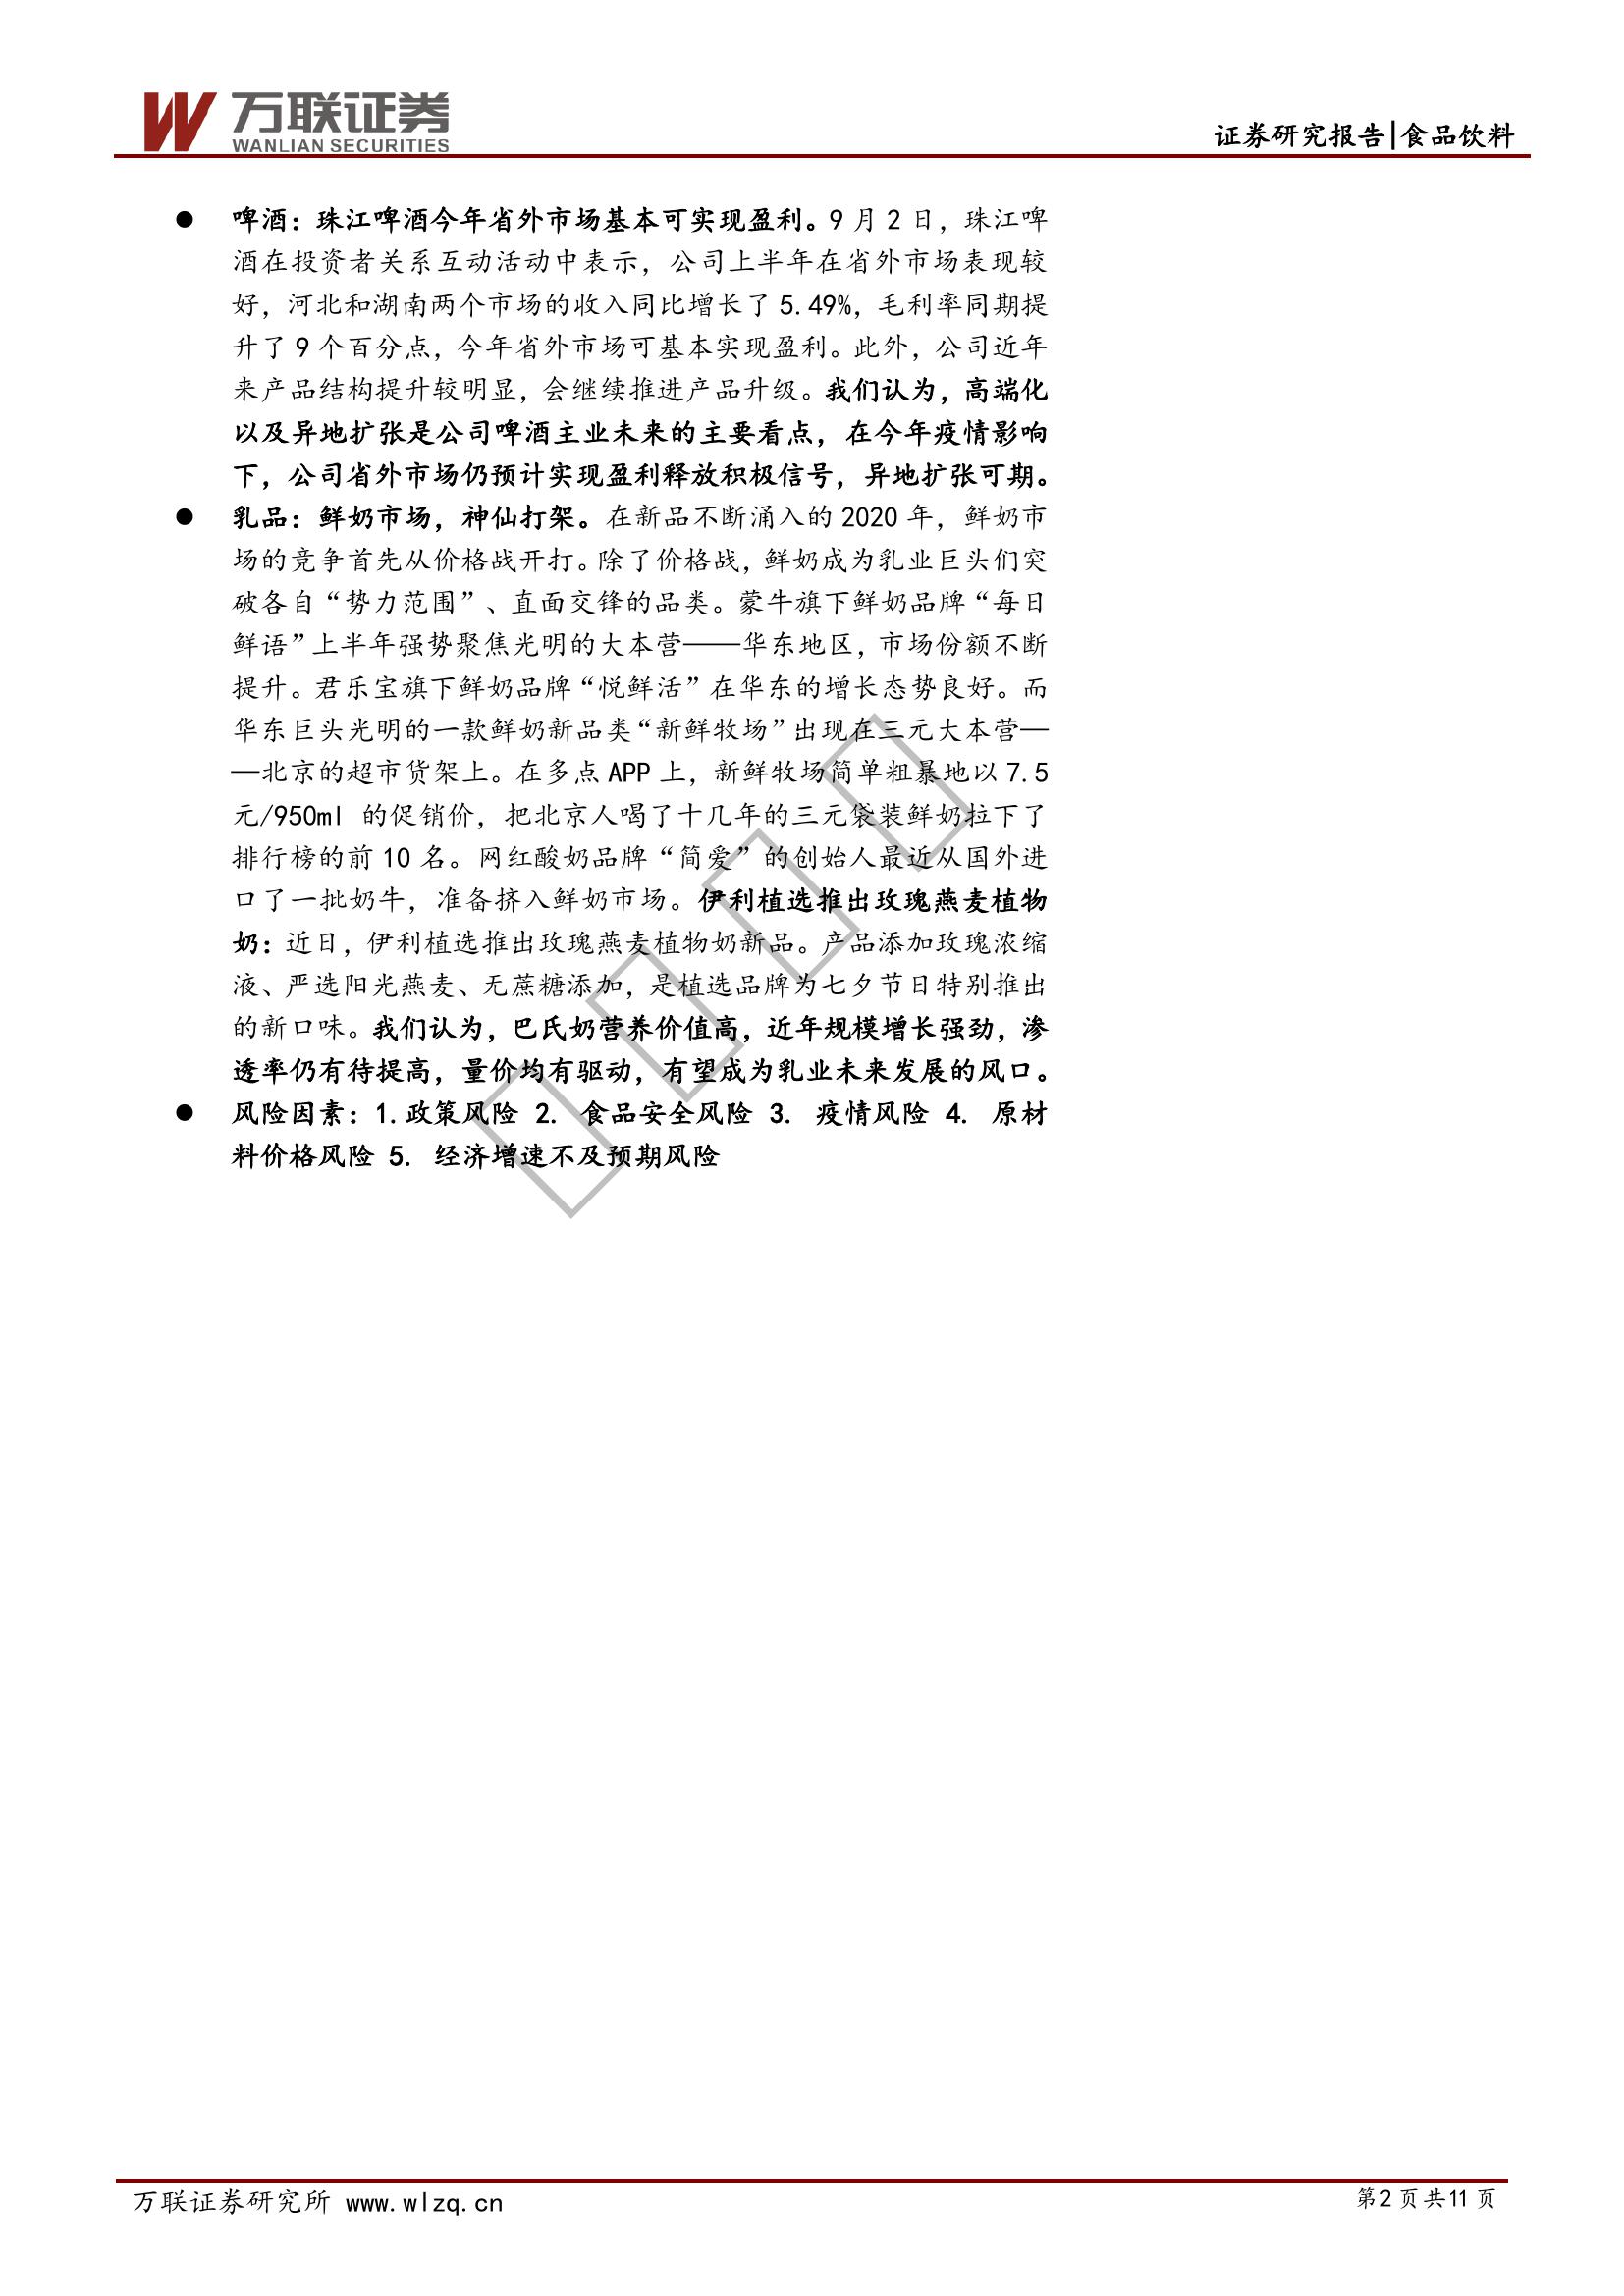 万联证券
WANLIAN SECURITIES
证券研究报告|食品饮料
● 啤酒：珠江啤酒今年省外市场基本可实现盈利。9 月 2 日，珠江啤
酒在投资者关系互动活动中表示，公司上半年在省外市场表现较
好，河北和湖南两个市场的收入同比增长了 5.49%，毛利率同期提
升了 9 个百分点，今年省外市场可基本实现盈利。此外，公司近年
来产品结构提升较明显，会继续推进产品升级。我们认为，高端化
以及异地扩张是公司啤酒主业未来的主要看点，在今年疫情影响
下，公司省外市场仍预计实现盈利释放积极信号，异地扩张可期。
● 乳品：鲜奶市场，神仙打架。在新品不断涌入的 2020 年，鲜奶市
场的竞争首先从价格战开打。除了价格战，鲜奶成为乳业巨头们突
破各自“势力范围”、直面交锋的品类。蒙牛旗下鲜奶品牌“每日
鲜语”上半年强势聚焦光明的大本营——华东地区，市场份额不断
提升。君乐宝旗下鲜奶品牌“悦鲜活”在华东的增长态势良好。而
华东巨头光明的一款鲜奶新品类“新鲜牧场”出现在三元大本营—
—北京的超市货架上。在多点 APP 上，新鲜牧场简单粗暴地以 7.5
元/950ml 的促销价，把北京人喝了十几年的三元袋装鲜奶拉下了
排行榜的前 10 名。网红酸奶品牌“简爱”的创始人最近从国外进
口了一批奶牛，准备挤入鲜奶市场。伊利植选推出玫瑰燕麦植物
奶：近日，伊利植选推出玫瑰燕麦植物奶新品。产品添加玫瑰浓缩
液、严选阳光燕麦、无蔗糖添加，是植选品牌为七夕节日特别推出
的新口味。我们认为，巴氏奶营养价值高，近年规模增长强劲，渗
透率仍有待提高，量价均有驱动，有望成为乳业未来发展的风口。
● 风险因素：1.政策风险 2. 食品安全风险 3. 疫情风险 4. 原材
料价格风险 5. 经济增速不及预期风险
万联证券研究所 www.wlzq.cn
第 2 页 共 11 页